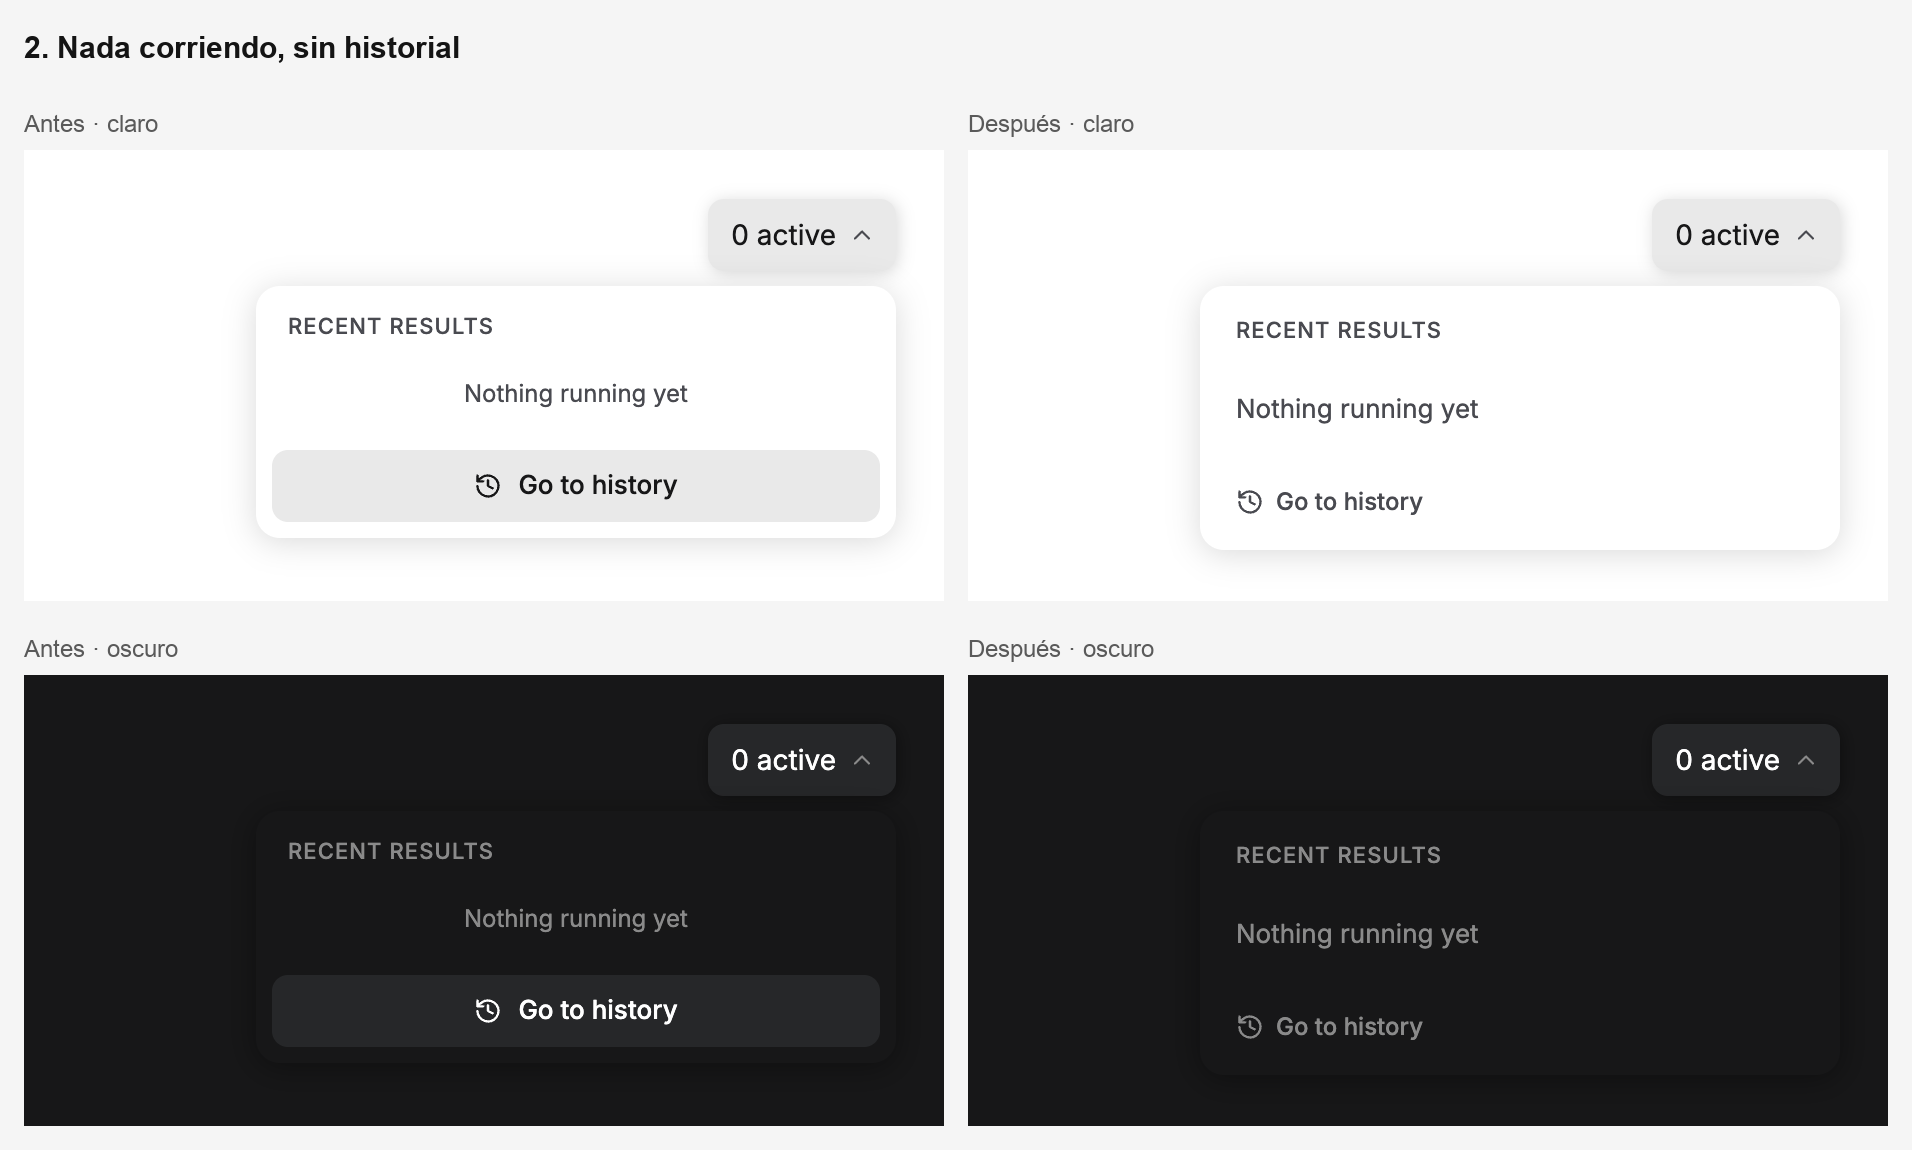 2. Nada corriendo, sin historial
Antes · claro
0 active
RECENT RESULTS
Nothing running yet
Go to history
Después · claro
0 active
RECENT RESULTS
Nothing running yet
Go to history
Antes · oscuro
0 active
RECENT RESULTS
Nothing running yet
Go to history
Después · oscuro
0 active
RECENT RESULTS
Nothing running yet
Go to history